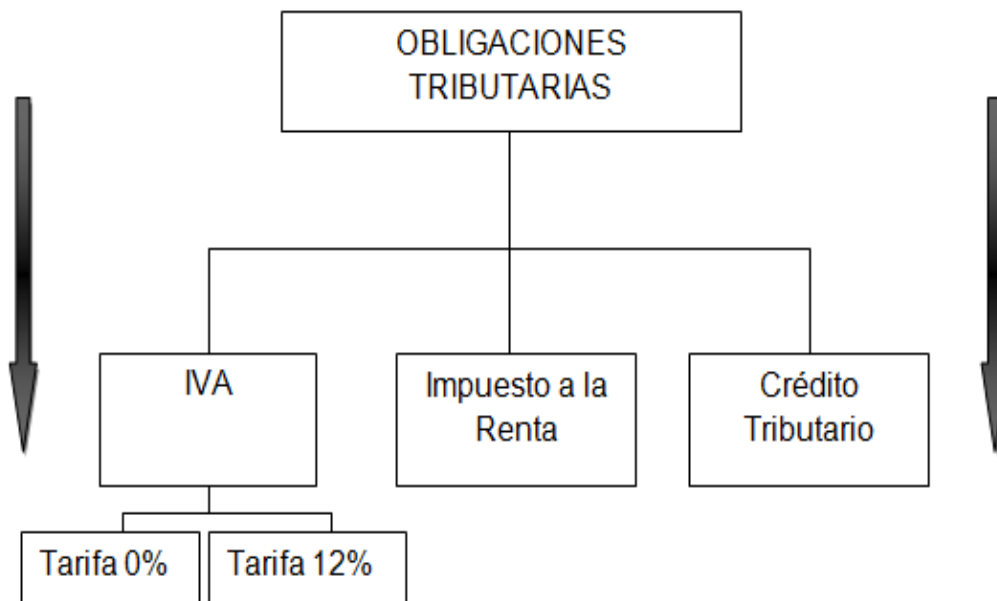 OBLIGACIONES
TRIBUTARIAS
IVA
Impuesto a la
Renta
Crédito
Tributario
Tarifa 0%
Tarifa 12%